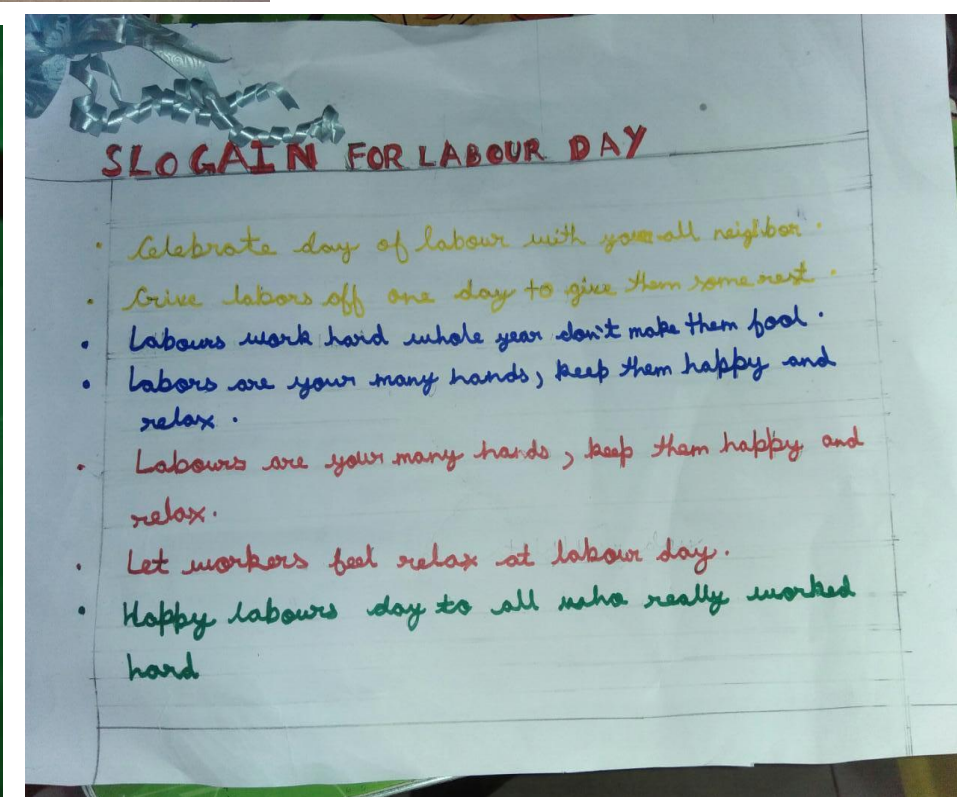 SLOGAIN FOR LABOUR DAY
• Celebrate day of labour with all neighbor.
• Give labors off one day to give them some rest.
• Labours work hard whole year don't make them fool.
• Labors are your many hands, keep them happy and
relax.
• Labours are your many hands, keep them happy and
relax.
• Let workers feel relax at labour day.
• Happy labours day to all who really worked
hard